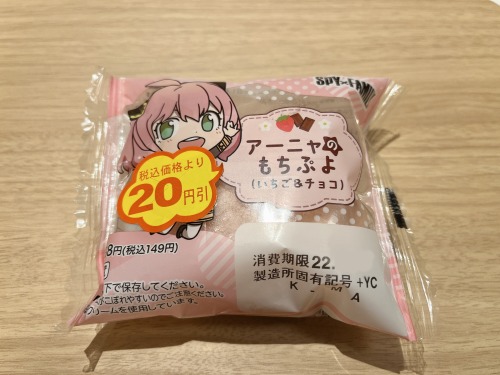 SPY×FAM
アーニャの
もちぷよ
(いちご&チョコ)
税込価格より
20円引
8円(税込149円)
消費期限22.
製造所固有記号+YC
K MA
下で保存してください。
こぼれやすいのでご注意ください。
リームを使用しています。